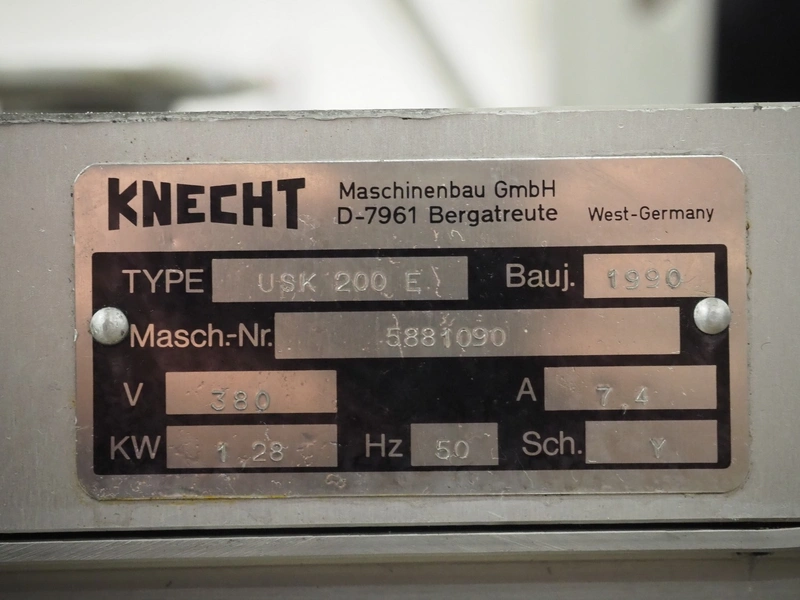 KNECHT Maschinenbau GmbH
D-7961 Bergatreute West-Germany
TYPE USK 200 E Bauj. 1990
Masch.-Nr. 5881090
V 380 A 7,4
KW 1,28 Hz 50 Sch. Y